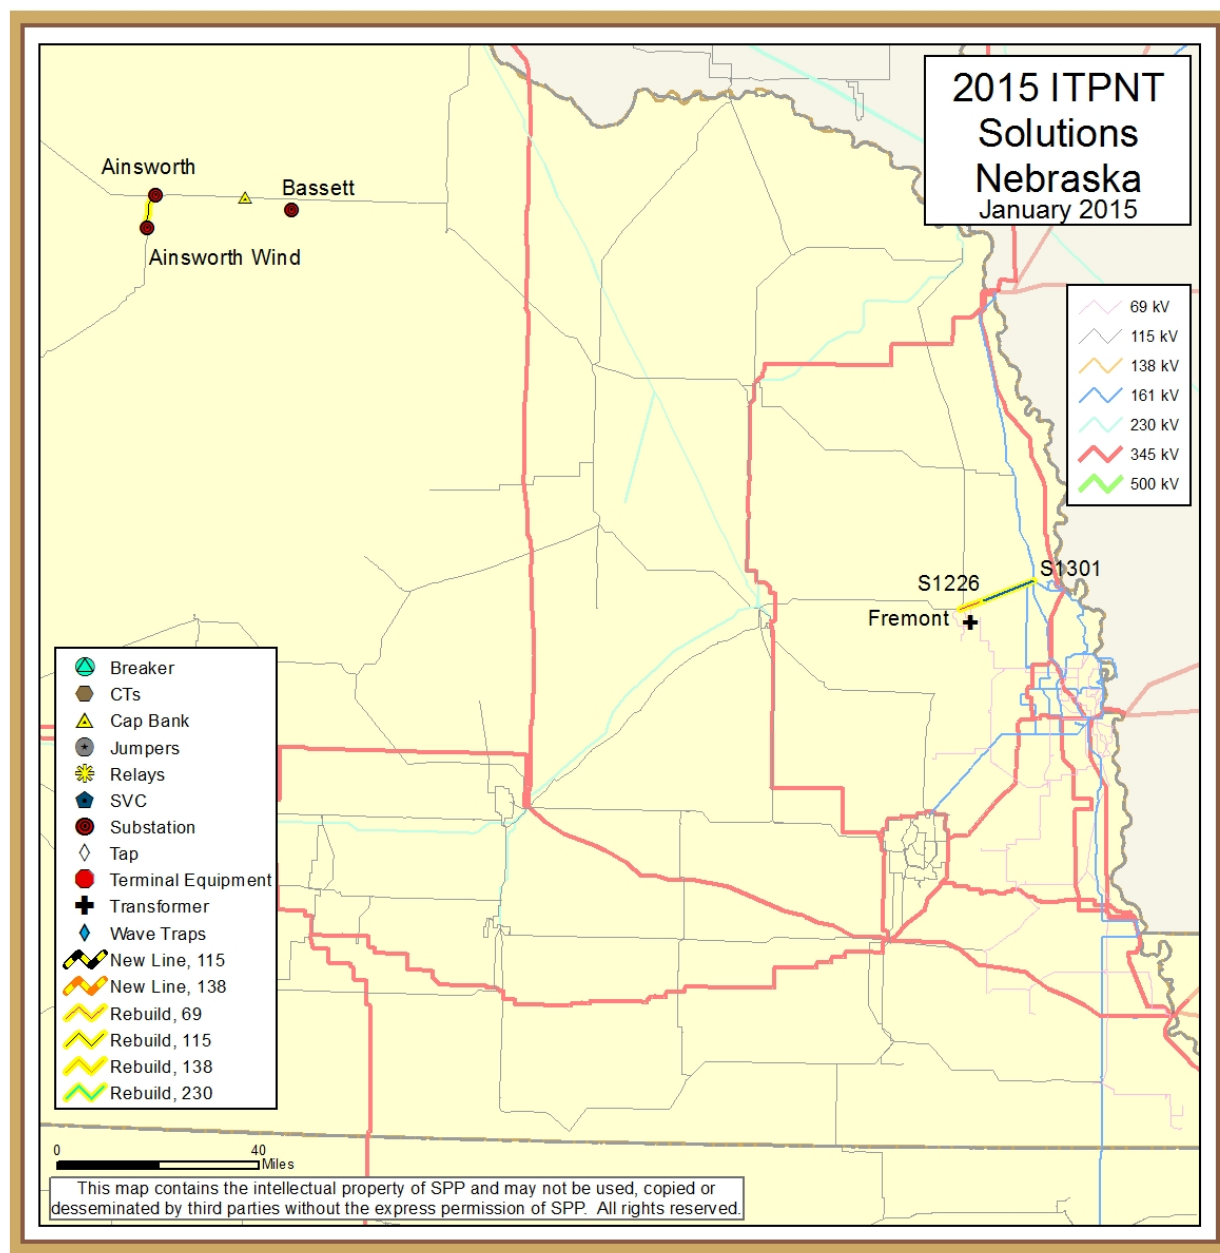 2015 ITPNT
Solutions
Nebraska
January 2015
Ainsworth
Bassett
Ainsworth Wind
69 kV
115 kV
138 kV
161 kV
230 kV
345 kV
500 kV
S1301
S1226
Fremont
Breaker
CTs
Cap Bank
Jumpers
Relays
SVC
Substation
Tap
Terminal Equipment
Transformer
Wave Traps
New Line, 115
New Line, 138
Rebuild, 69
Rebuild, 115
Rebuild, 138
Rebuild, 230
0 40
Miles
This map contains the intellectual property of SPP and may not be used, copied or
desseminated by third parties without the express permission of SPP. All rights reserved.